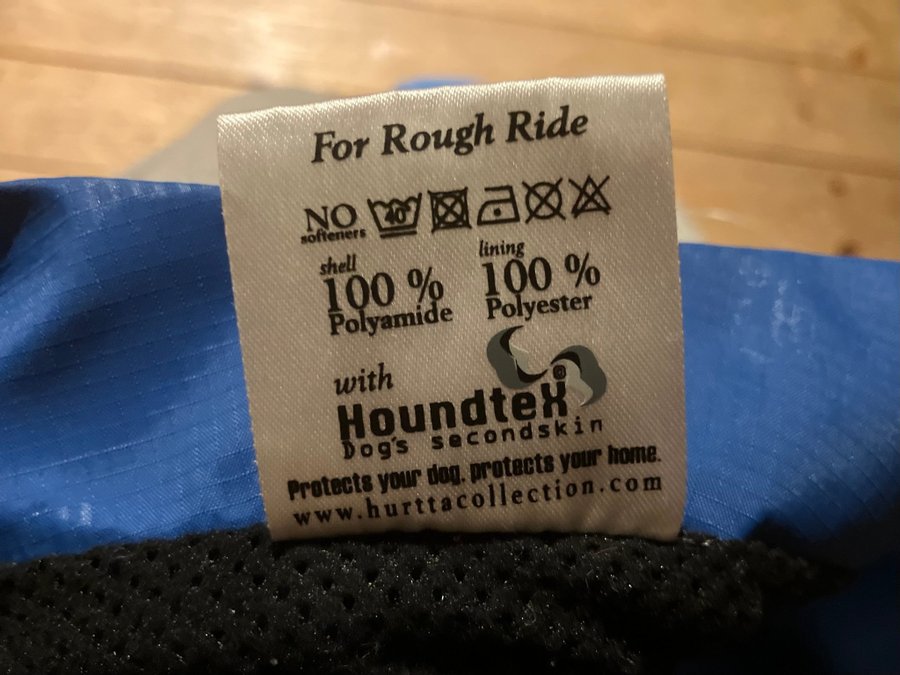 For Rough Ride
NO
softeners
40°
shell
100 %
Polyamide
lining
100 %
Polyester
with
Houndtex®
Dog's secondskin
Protects your dog, protects your home.
www.hurttacollection.com